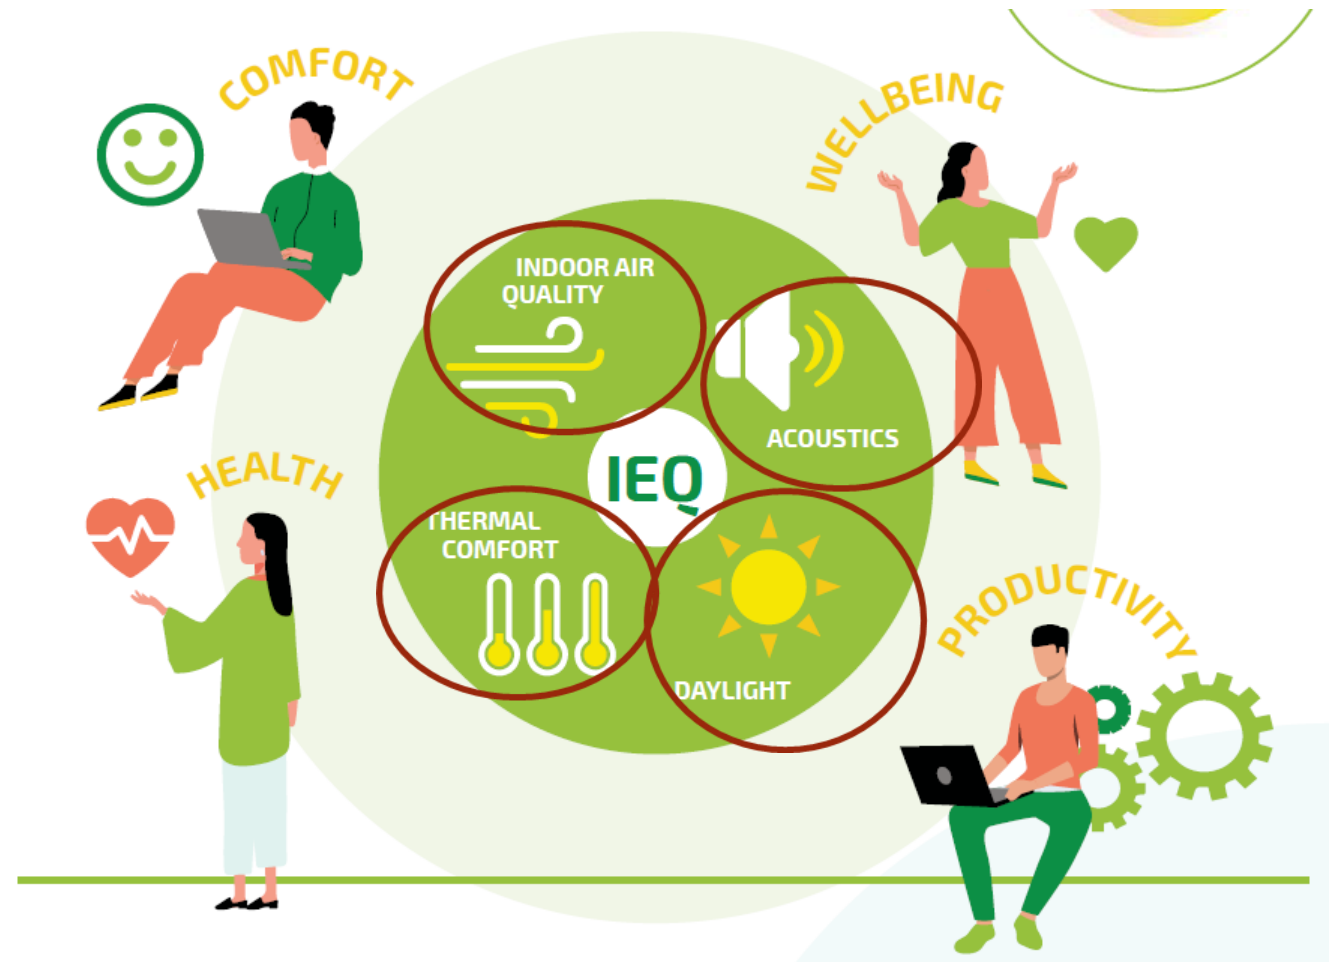 COMFORT
WELLBEING
INDOOR AIR
QUALITY
ACOUSTICS
IEQ
HEALTH
THERMAL
COMFORT
DAYLIGHT
PRODUCTIVITY